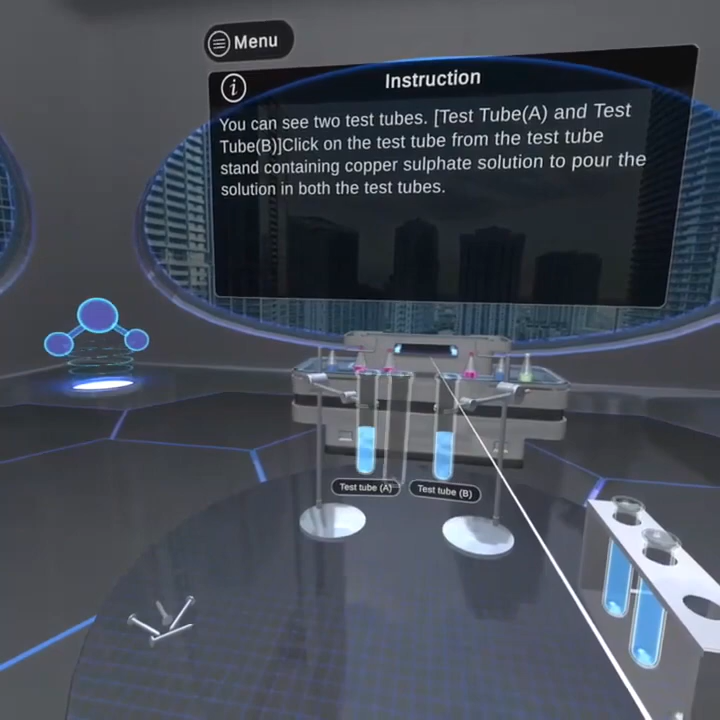 Menu
Instruction
You can see two test tubes. [Test Tube(A) and Test
Tube(B)]Click on the test tube from the test tube
stand containing copper sulphate solution to pour the
solution in both the test tubes.
Test tube (A)
Test tube (B)